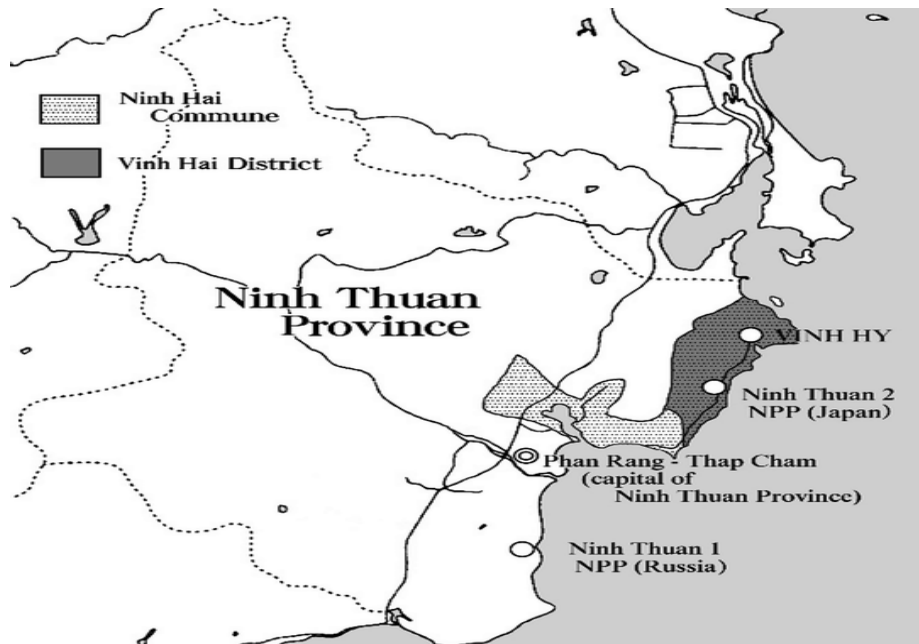 Ninh Hai
Commune
Vinh Hai District
Ninh Thuan
Province
VINH HY
Ninh Thuan 2
NPP (Japan)
Phan Rang - Thap Cham
(capital of
Ninh Thuan Province)
Ninh Thuan 1
NPP (Russia)